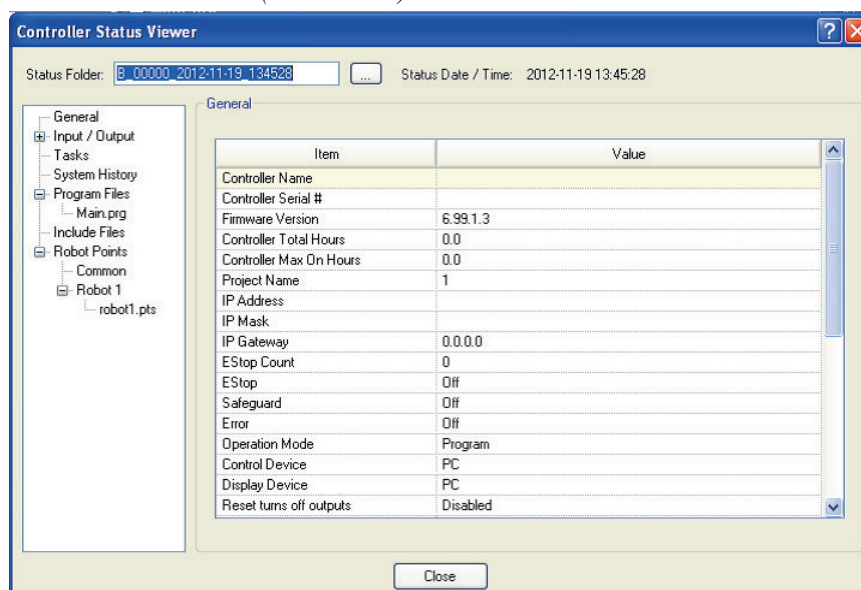 Controller Status Viewer
Status Folder: B_00000_2012-11-19_134528 ... Status Date / Time: 2012-11-19 13:45:28
General
Input / Output
Tasks
System History
Program Files
Main.prg
Include Files
Robot Points
Common
Robot 1
robot1.pts
General
Item Value
Controller Name
Controller Serial #
Firmware Version 6.99.1.3
Controller Total Hours 0.0
Controller Max On Hours 0.0
Project Name 1
IP Address
IP Mask
IP Gateway 0.0.0.0
EStop Count 0
EStop Off
Safeguard Off
Error Off
Operation Mode Program
Control Device PC
Display Device PC
Reset turns off outputs Disabled
Close